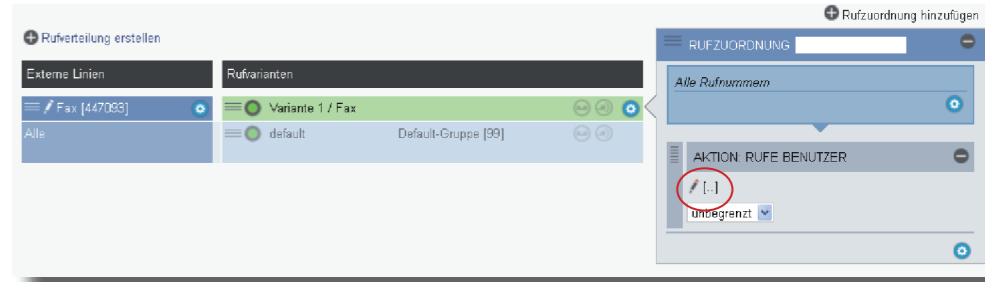 Rufzuordnung hinzufügen
Rufverteilung erstellen
RUFZUORDNUNG
Externe Linien
Rufvarianten
Alle Rufnummern
Fax [447093]
Variante 1 / Fax
Alle
default Default-Gruppe [99]
AKTION: RUFE BENUTZER
[..]
unbegrenzt